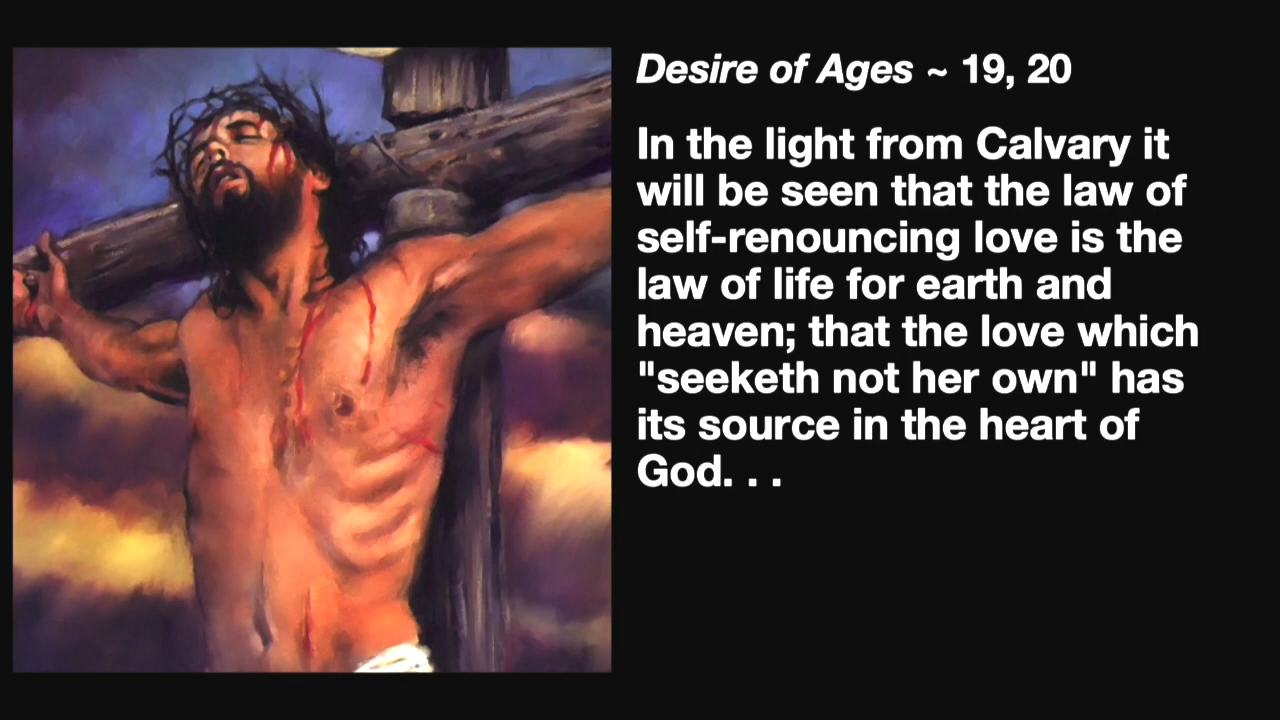 Desire of Ages ~ 19, 20
In the light from Calvary it
will be seen that the law of
self-renouncing love is the
law of life for earth and
heaven; that the love which
"seeketh not her own" has
its source in the heart of
God. . .